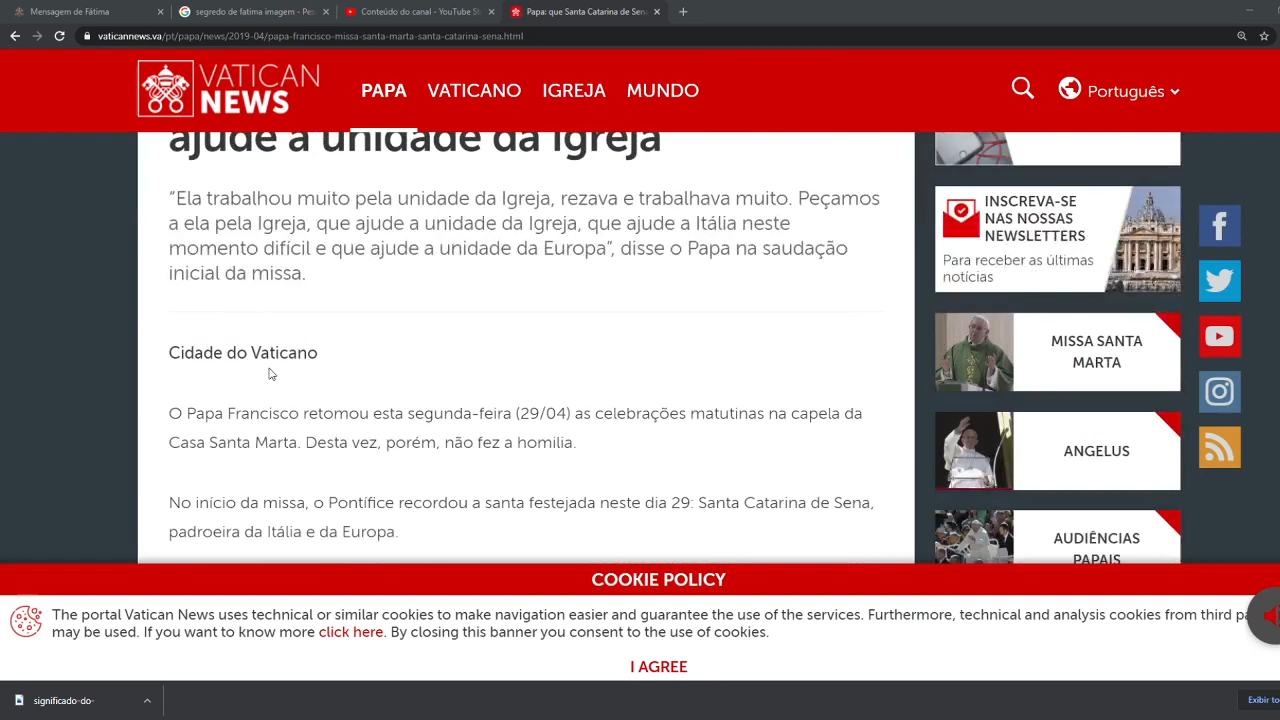 Mensagem de Fátima
segredo de fatima imagem - Pes
Conteúdo do canal - YouTube St
Papa: que Santa Catarina de Sen
vaticannews.va/pt/papa/news/2019-04/papa-francisco-missa-santa-marta-santa-catarina-sena.html
VATICAN
NEWS
PAPA VATICANO IGREJA MUNDO
Português
ajude a unidade da Igreja
“Ela trabalhou muito pela unidade da Igreja, rezava e trabalhava muito. Peçamos
a ela pela Igreja, que ajude a unidade da Igreja, que ajude a Itália neste
momento difícil e que ajude a unidade da Europa”, disse o Papa na saudação
inicial da missa.
Cidade do Vaticano
O Papa Francisco retomou esta segunda-feira (29/04) as celebrações matutinas na capela da
Casa Santa Marta. Desta vez, porém, não fez a homilia.
No início da missa, o Pontífice recordou a santa festejada neste dia 29: Santa Catarina de Sena,
padroeira da Itália e da Europa.
INSCREVA-SE
NAS NOSSAS
NEWSLETTERS
Para receber as últimas
notícias
MISSA SANTA
MARTA
ANGELUS
AUDIÊNCIAS
PAPAIS
COOKIE POLICY
The portal Vatican News uses technical or similar cookies to make navigation easier and guarantee the use of the services. Furthermore, technical and analysis cookies from third pa
may be used. If you want to know more click here. By closing this banner you consent to the use of cookies.
I AGREE
significado-do-
Exibir to